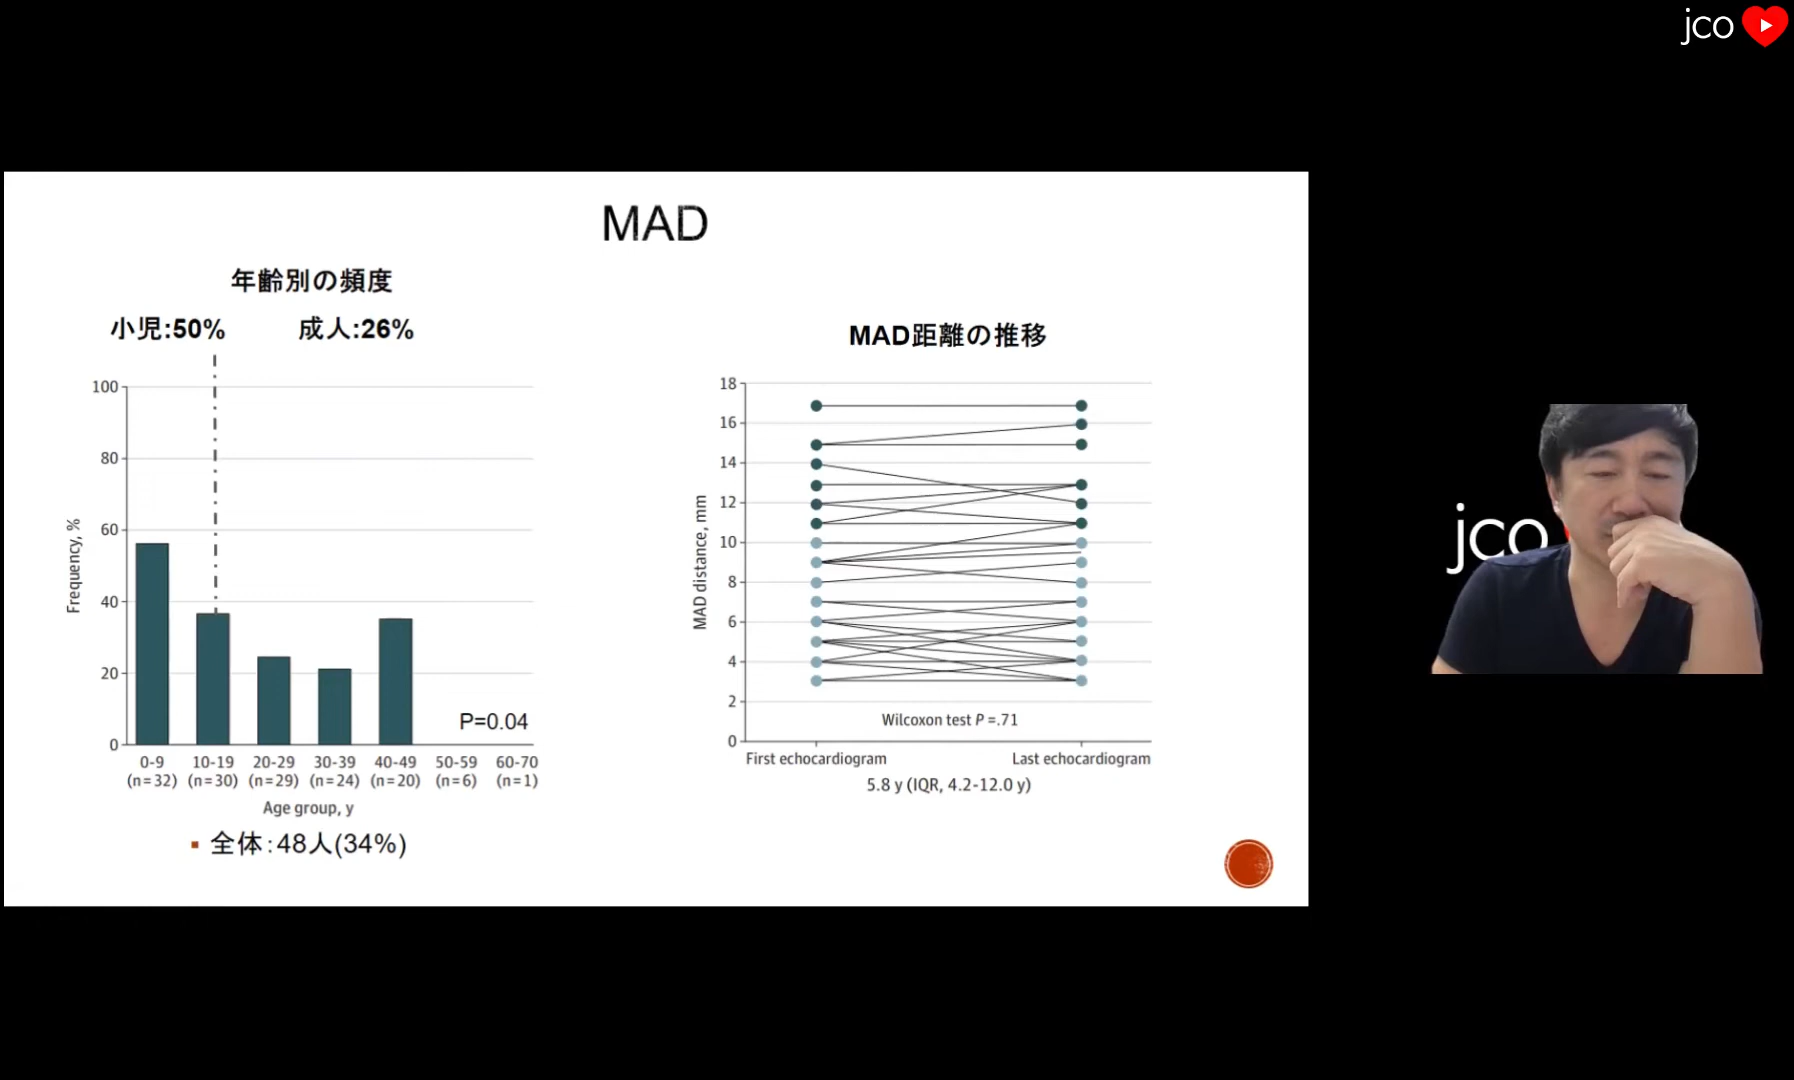 jco
MAD
年齢別の頻度
小児:50%
成人:26%
100
80
60
40
20
0
Frequency, %
P=0.04
0-9 10-19 20-29 30-39 40-49 50-59 60-70
(n=32) (n=30) (n=29) (n=24) (n=20) (n=6) (n=1)
Age group, y
全体:48人(34%)
MAD距離の推移
18
16
14
12
10
8
6
4
2
0
MAD distance, mm
Wilcoxon test P =.71
First echocardiogram
Last echocardiogram
5.8 y (IQR, 4.2-12.0 y)
jco